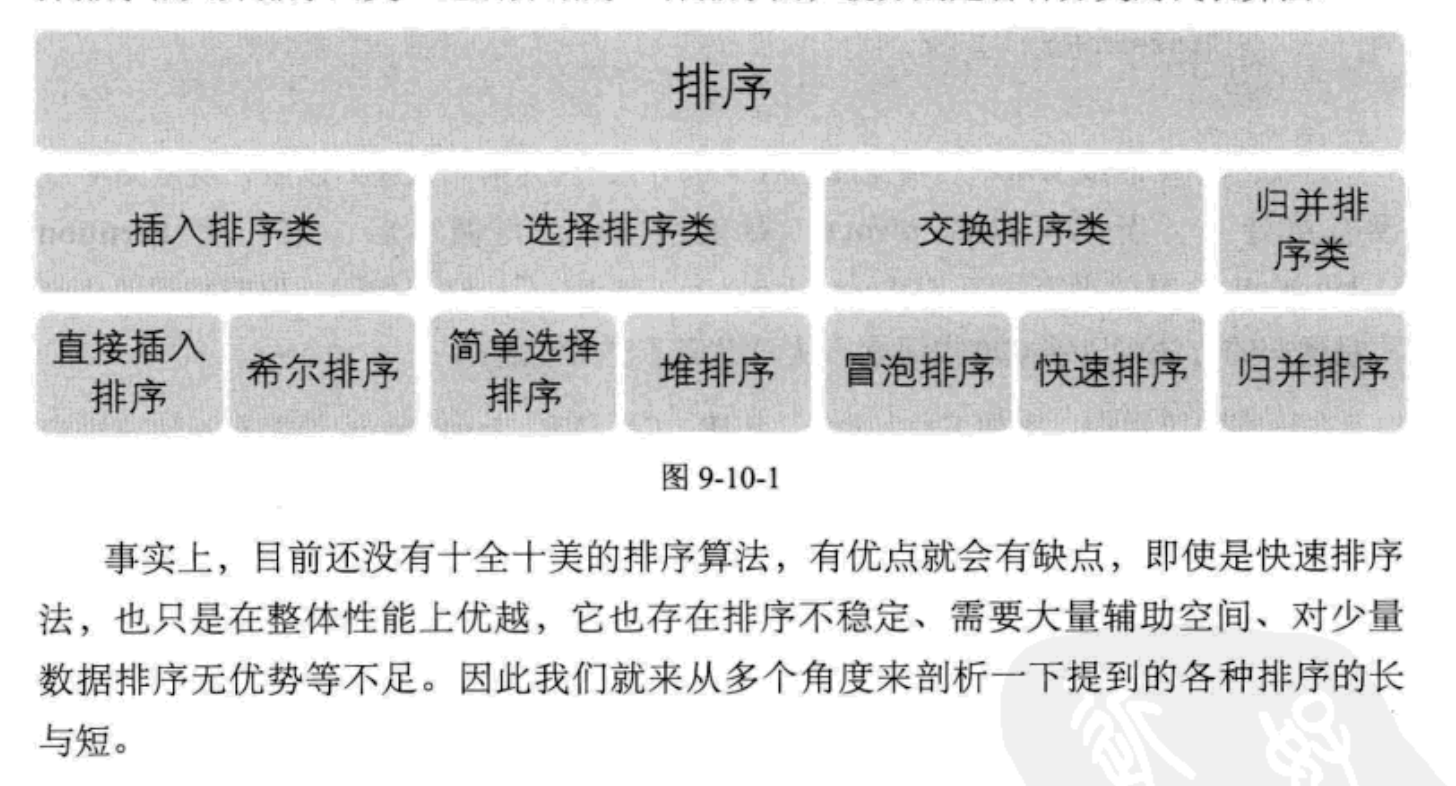 排序
插入排序类
选择排序类
交换排序类
归并排
序类
直接插入
排序
希尔排序
简单选择
排序
堆排序
冒泡排序
快速排序
归并排序
图 9-10-1
事实上，目前还没有十全十美的排序算法，有优点就会有缺点，即使是快速排序
法，也只是在整体性能上优越，它也存在排序不稳定、需要大量辅助空间、对少量
数据排序无优势等不足。因此我们就来从多个角度来剖析一下提到的各种排序的长
与短。